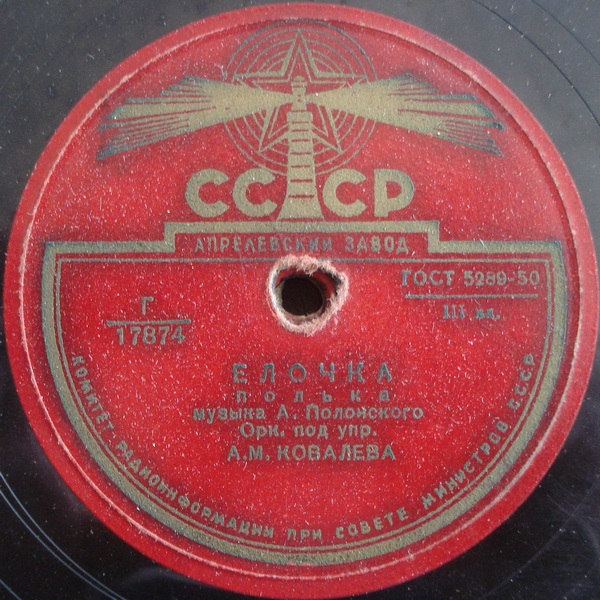 СССР
АПРЕЛЕВСКИЙ ЗАВОД
ГОСТ 5289-50
Г
17874
ЕЛОЧКА
ПОЛЬКА
музыка А. Полонского
Орк. под упр.
А.М. КОВАЛЕВА
КОМИТЕТ РАДИОИНФОРМАЦИИ ПРИ СОВЕТЕ МИНИСТРОВ СССР